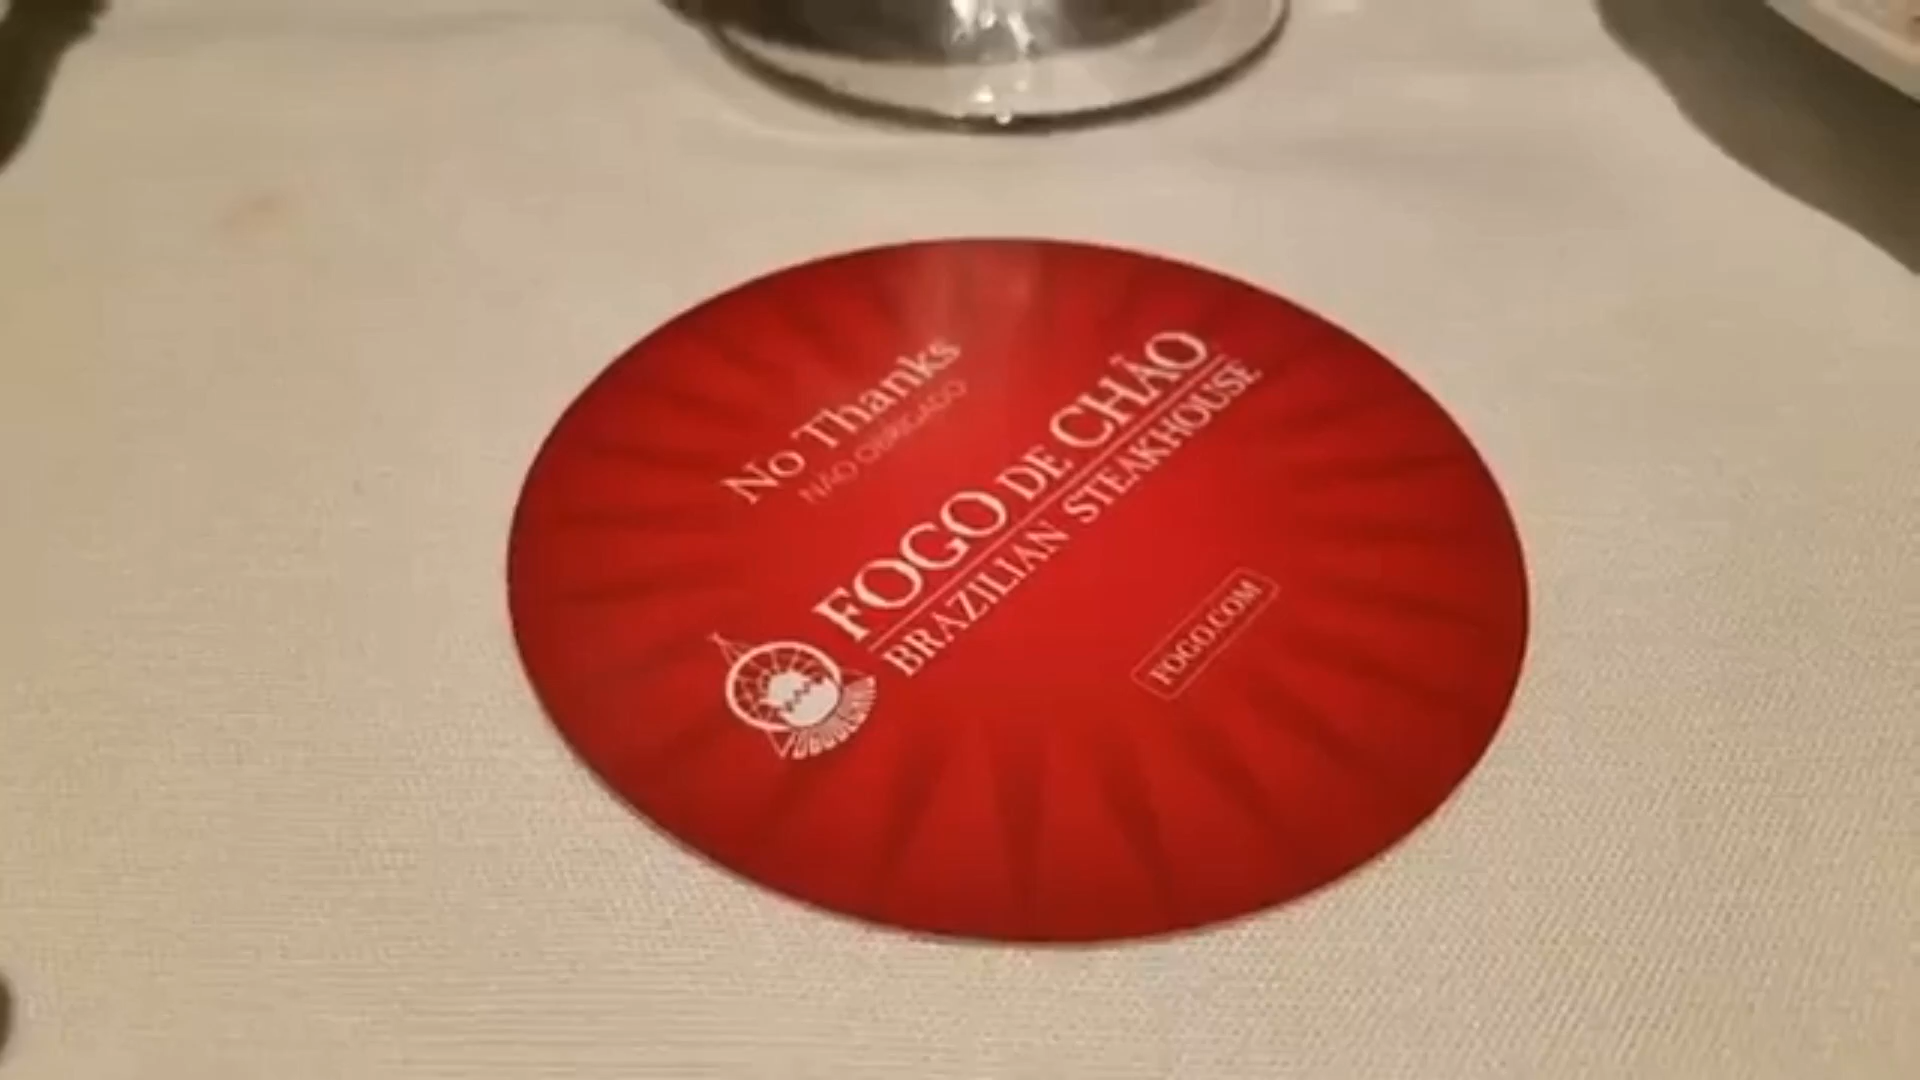 No Thanks
NÃO OBRIGADO
FOGO DE CHÃO
BRAZILIAN STEAKHOUSE
FOGO.COM